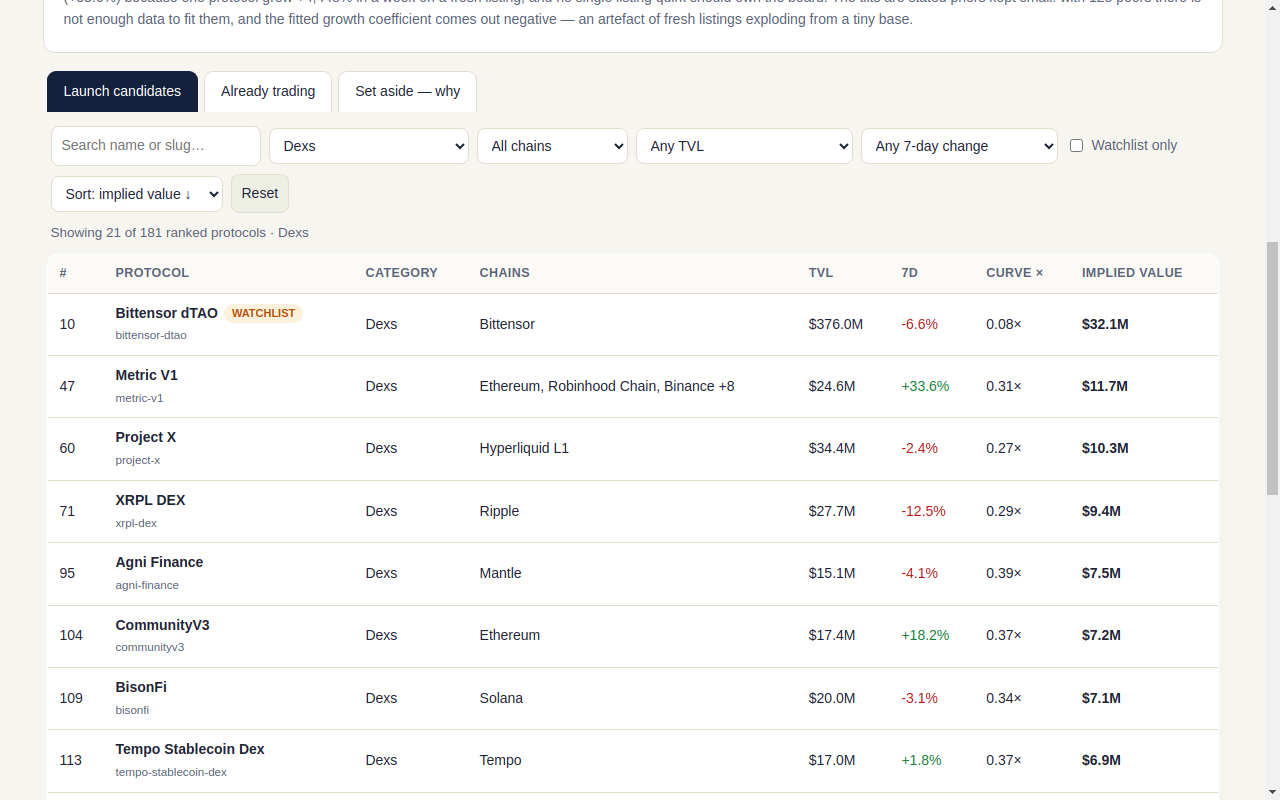 not enough data to fit them, and the fitted growth coefficient comes out negative — an artefact of fresh listings exploding from a tiny base.
Launch candidates
Already trading
Set aside — why
Search name or slug…
Dexs
All chains
Any TVL
Any 7-day change
Watchlist only
Sort: implied value ↓
Reset
Showing 21 of 181 ranked protocols · Dexs
# PROTOCOL CATEGORY CHAINS TVL 7D CURVE × IMPLIED VALUE
10 Bittensor dTAO WATCHLIST Dexs Bittensor $376.0M -6.6% 0.08× $32.1M
bittensor-dtao
47 Metric V1 Dexs Ethereum, Robinhood Chain, Binance +8 $24.6M +33.6% 0.31× $11.7M
metric-v1
60 Project X Dexs Hyperliquid L1 $34.4M -2.4% 0.27× $10.3M
project-x
71 XRPL DEX Dexs Ripple $27.7M -12.5% 0.29× $9.4M
xrpl-dex
95 Agni Finance Dexs Mantle $15.1M -4.1% 0.39× $7.5M
agni-finance
104 CommunityV3 Dexs Ethereum $17.4M +18.2% 0.37× $7.2M
communityv3
109 BisonFi Dexs Solana $20.0M -3.1% 0.34× $7.1M
bisonfi
113 Tempo Stablecoin Dex Dexs Tempo $17.0M +1.8% 0.37× $6.9M
tempo-stablecoin-dex